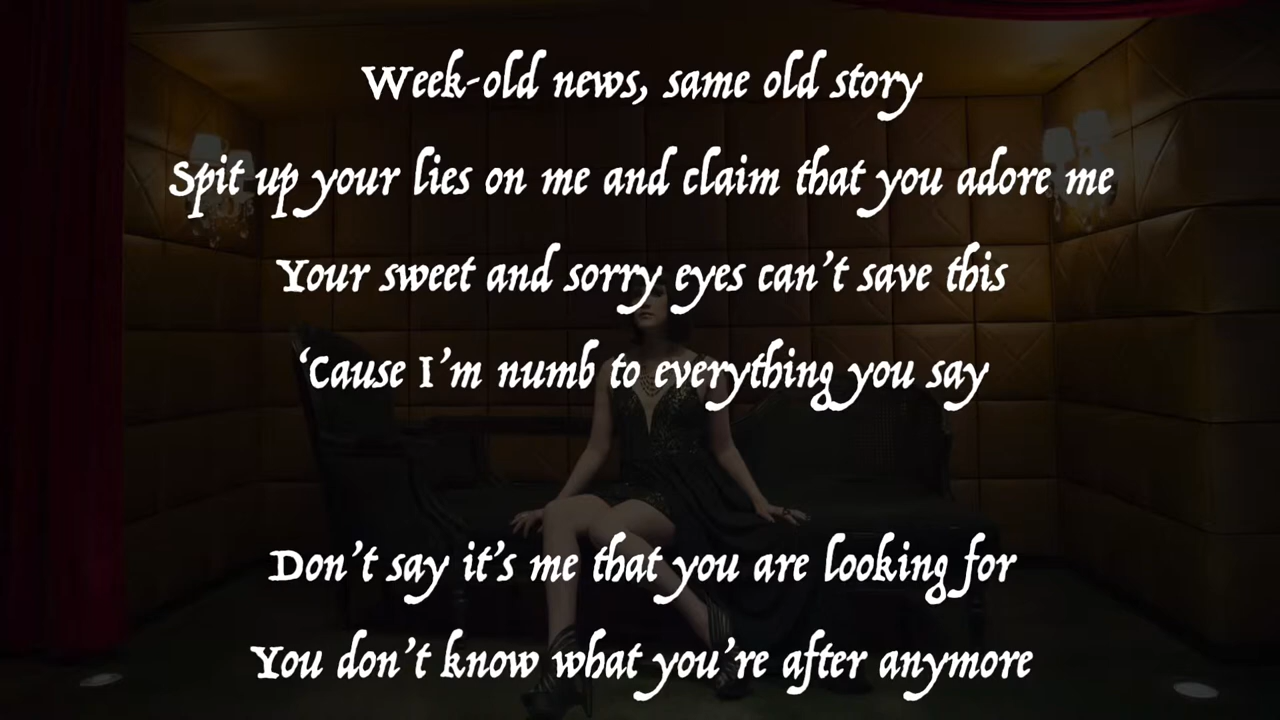 Week-old news, same old story
Spit up your lies on me and claim that you adore me
Your sweet and sorry eyes can’t save this
‘Cause I’m numb to everything you say
Don’t say it’s me that you are looking for
You don’t know what you’re after anymore